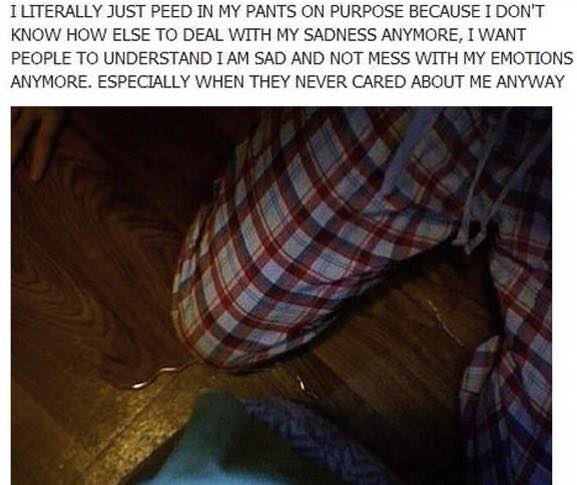 I LITERALLY JUST PEED IN MY PANTS ON PURPOSE BECAUSE I DON'T
KNOW HOW ELSE TO DEAL WITH MY SADNESS ANYMORE, I WANT
PEOPLE TO UNDERSTAND I AM SAD AND NOT MESS WITH MY EMOTIONS
ANYMORE. ESPECIALLY WHEN THEY NEVER CARED ABOUT ME ANYWAY